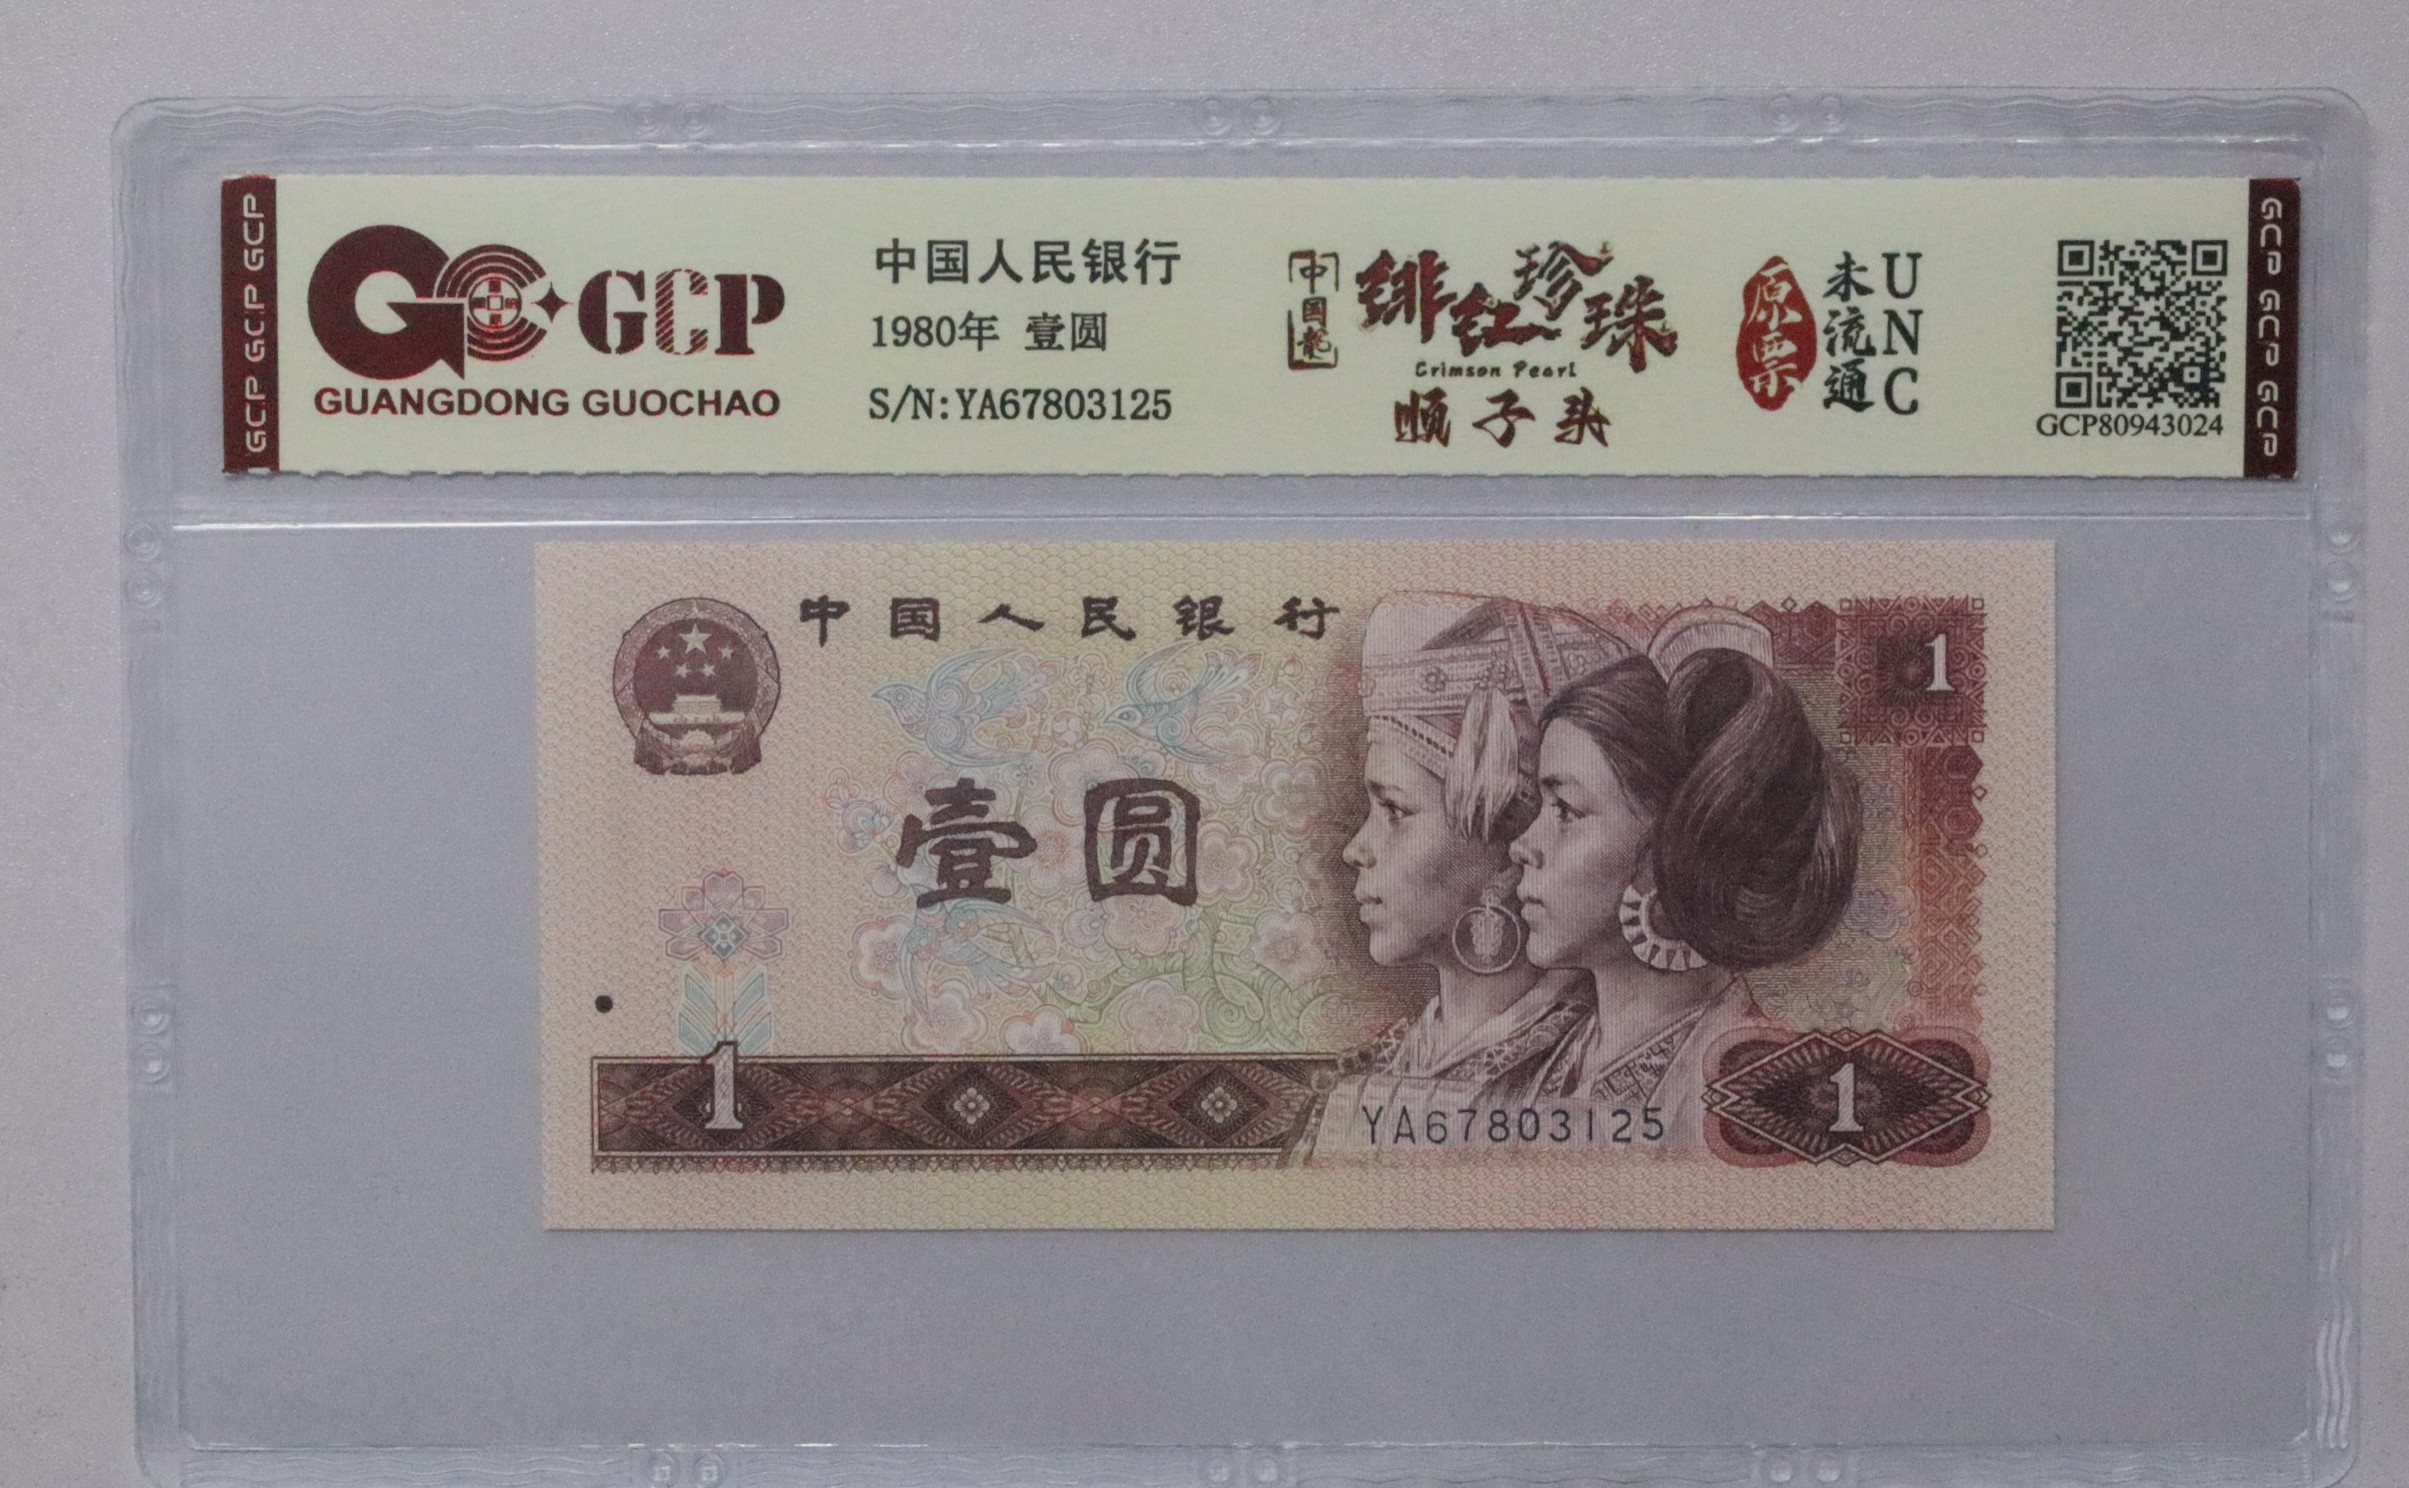 GCP GCP GCP
GCP
GUANGDONG GUOCHAO
中国人民银行
1980年 壹圆
S/N:YA67803125
中国龍
绯红珍珠
Crimson Pearl
顺子头
原票
未流通
UNC
GCP80943024
GCP GCP GCP
中国人民银行
壹圆
1
1
YA67803125
1